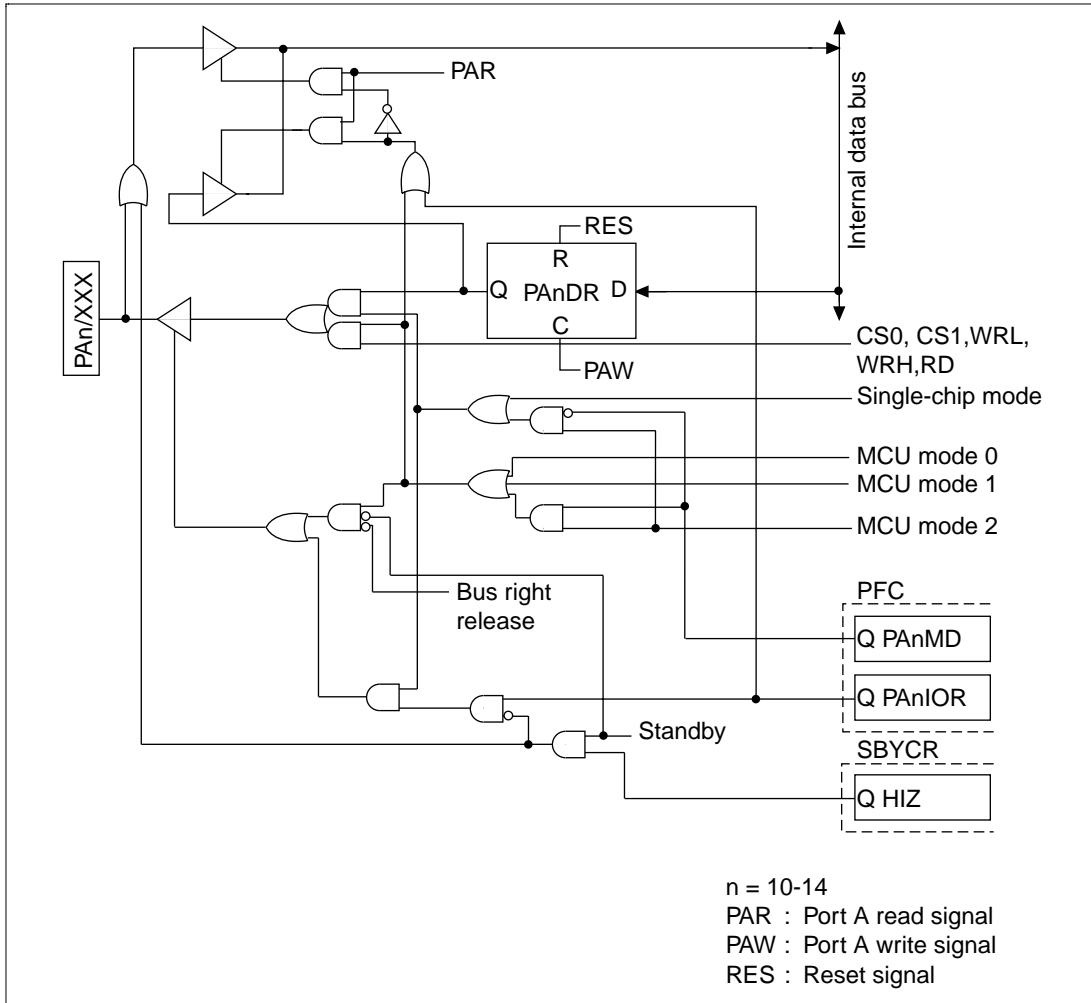 PAR
Internal data bus
RES
R
Q PAnDR D
C
PAn/XXX
PAW
CS0, CS1,WRL,
WRH,RD
Single-chip mode
MCU mode 0
MCU mode 1
MCU mode 2
Bus right
release
PFC
Q PAnMD
Q PAnIOR
Standby
SBYCR
Q HIZ
n = 10-14
PAR : Port A read signal
PAW : Port A write signal
RES : Reset signal